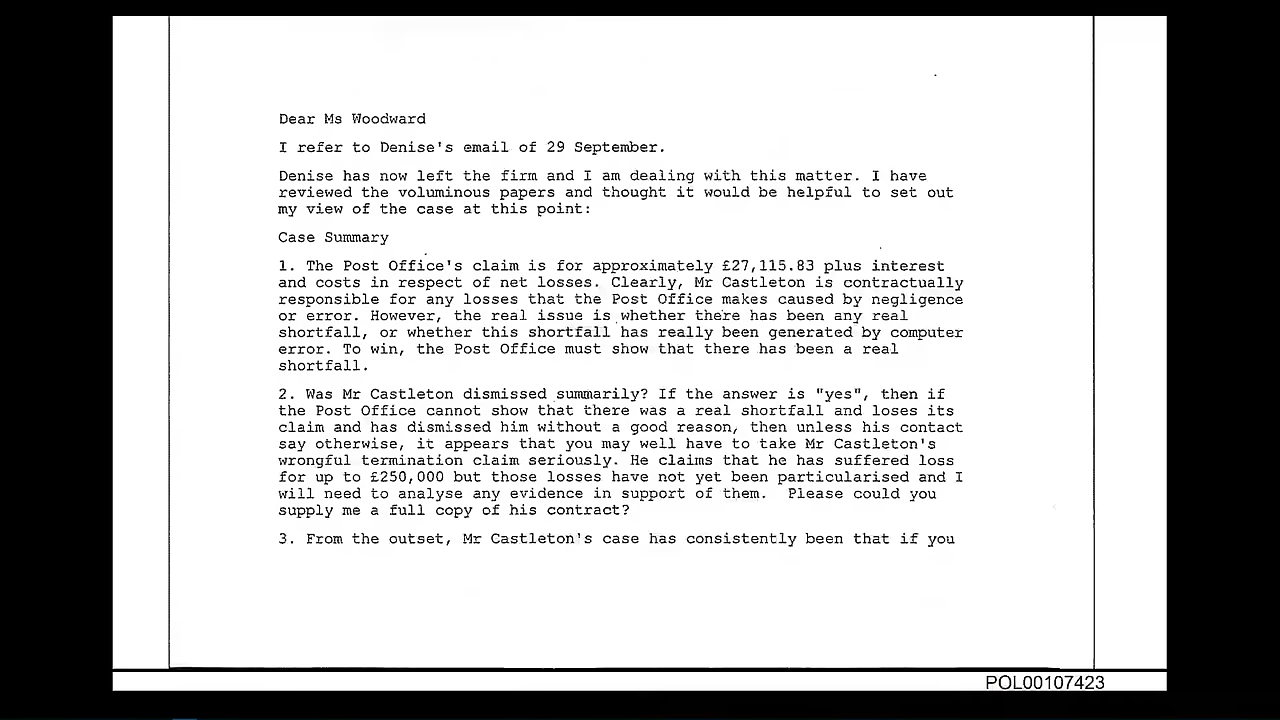 Dear Ms Woodward
I refer to Denise's email of 29 September.
Denise has now left the firm and I am dealing with this matter. I have
reviewed the voluminous papers and thought it would be helpful to set out
my view of the case at this point:
Case Summary
1. The Post Office's claim is for approximately £27,115.83 plus interest
and costs in respect of net losses. Clearly, Mr Castleton is contractually
responsible for any losses that the Post Office makes caused by negligence
or error. However, the real issue is whether there has been any real
shortfall, or whether this shortfall has really been generated by computer
error. To win, the Post Office must show that there has been a real
shortfall.
2. Was Mr Castleton dismissed summarily? If the answer is "yes", then if
the Post Office cannot show that there was a real shortfall and loses its
claim and has dismissed him without a good reason, then unless his contact
say otherwise, it appears that you may well have to take Mr Castleton's
wrongful termination claim seriously. He claims that he has suffered loss
for up to £250,000 but those losses have not yet been particularised and I
will need to analyse any evidence in support of them. Please could you
supply me a full copy of his contract?
3. From the outset, Mr Castleton's case has consistently been that if you
POL00107423